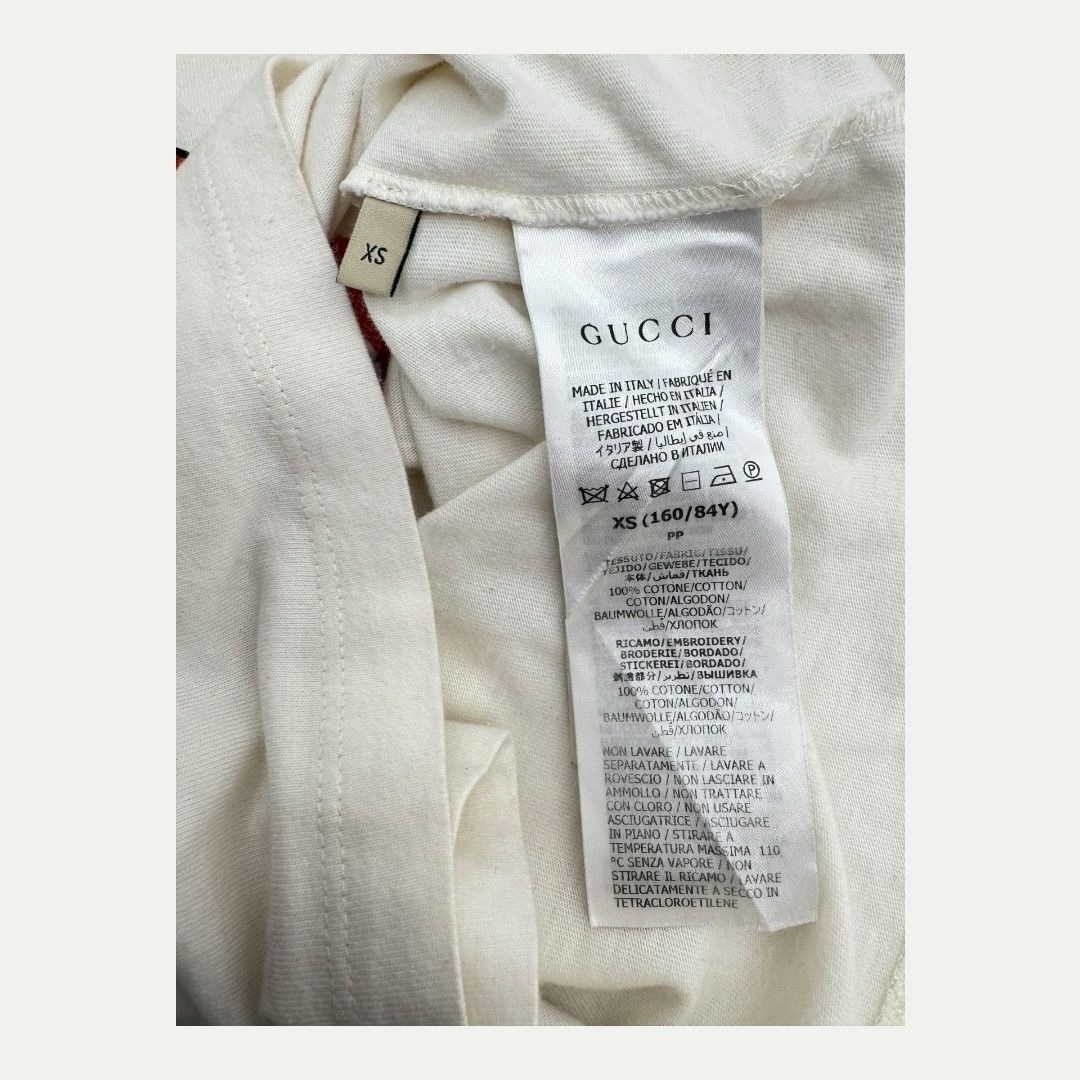 XS
GUCCI
MADE IN ITALY / FABRIQUÉ EN
ITALIE / HECHO EN ITALIA /
HERGESTELLT IN ITALIEN /
FABRICADO EM ITÁLIA /
イタリア製 / اصنع في إيطاليا /
СДЕЛАНО В ИТАЛИИ
P
XS (160/84Y)
PP
TESSUTO/FABRIC/TISSU/
TEJIDO/GEWEBE/TECIDO/
本体/قماش/ТКАНЬ
100% COTONE/COTTON/
COTON/ALGODON/
BAUMWOLLE/ALGODÃO/コットン/
قطن/ХЛОПОК
RICAMO/EMBROIDERY/
BRODERIE/BORDADO/
STICKEREI/BORDADO/
刺繍部分/تطريز/ВЫШИВКА
100% COTONE/COTTON/
COTON/ALGODON/
BAUMWOLLE/ALGODÃO/コットン/
قطن/ХЛОПОК
NON LAVARE / LAVARE
SEPARATAMENTE / LAVARE A
ROVESCIO / NON LASCIARE IN
AMMOLLO / NON TRATTARE
CON CLORO / NON USARE
ASCIUGATRICE / ASCIUGARE
IN PIANO / STIRARE A
TEMPERATURA MASSIMA 110
°C SENZA VAPORE / NON
STIRARE IL RICAMO / LAVARE
DELICATAMENTE A SECCO IN
TETRACLOROETILENE